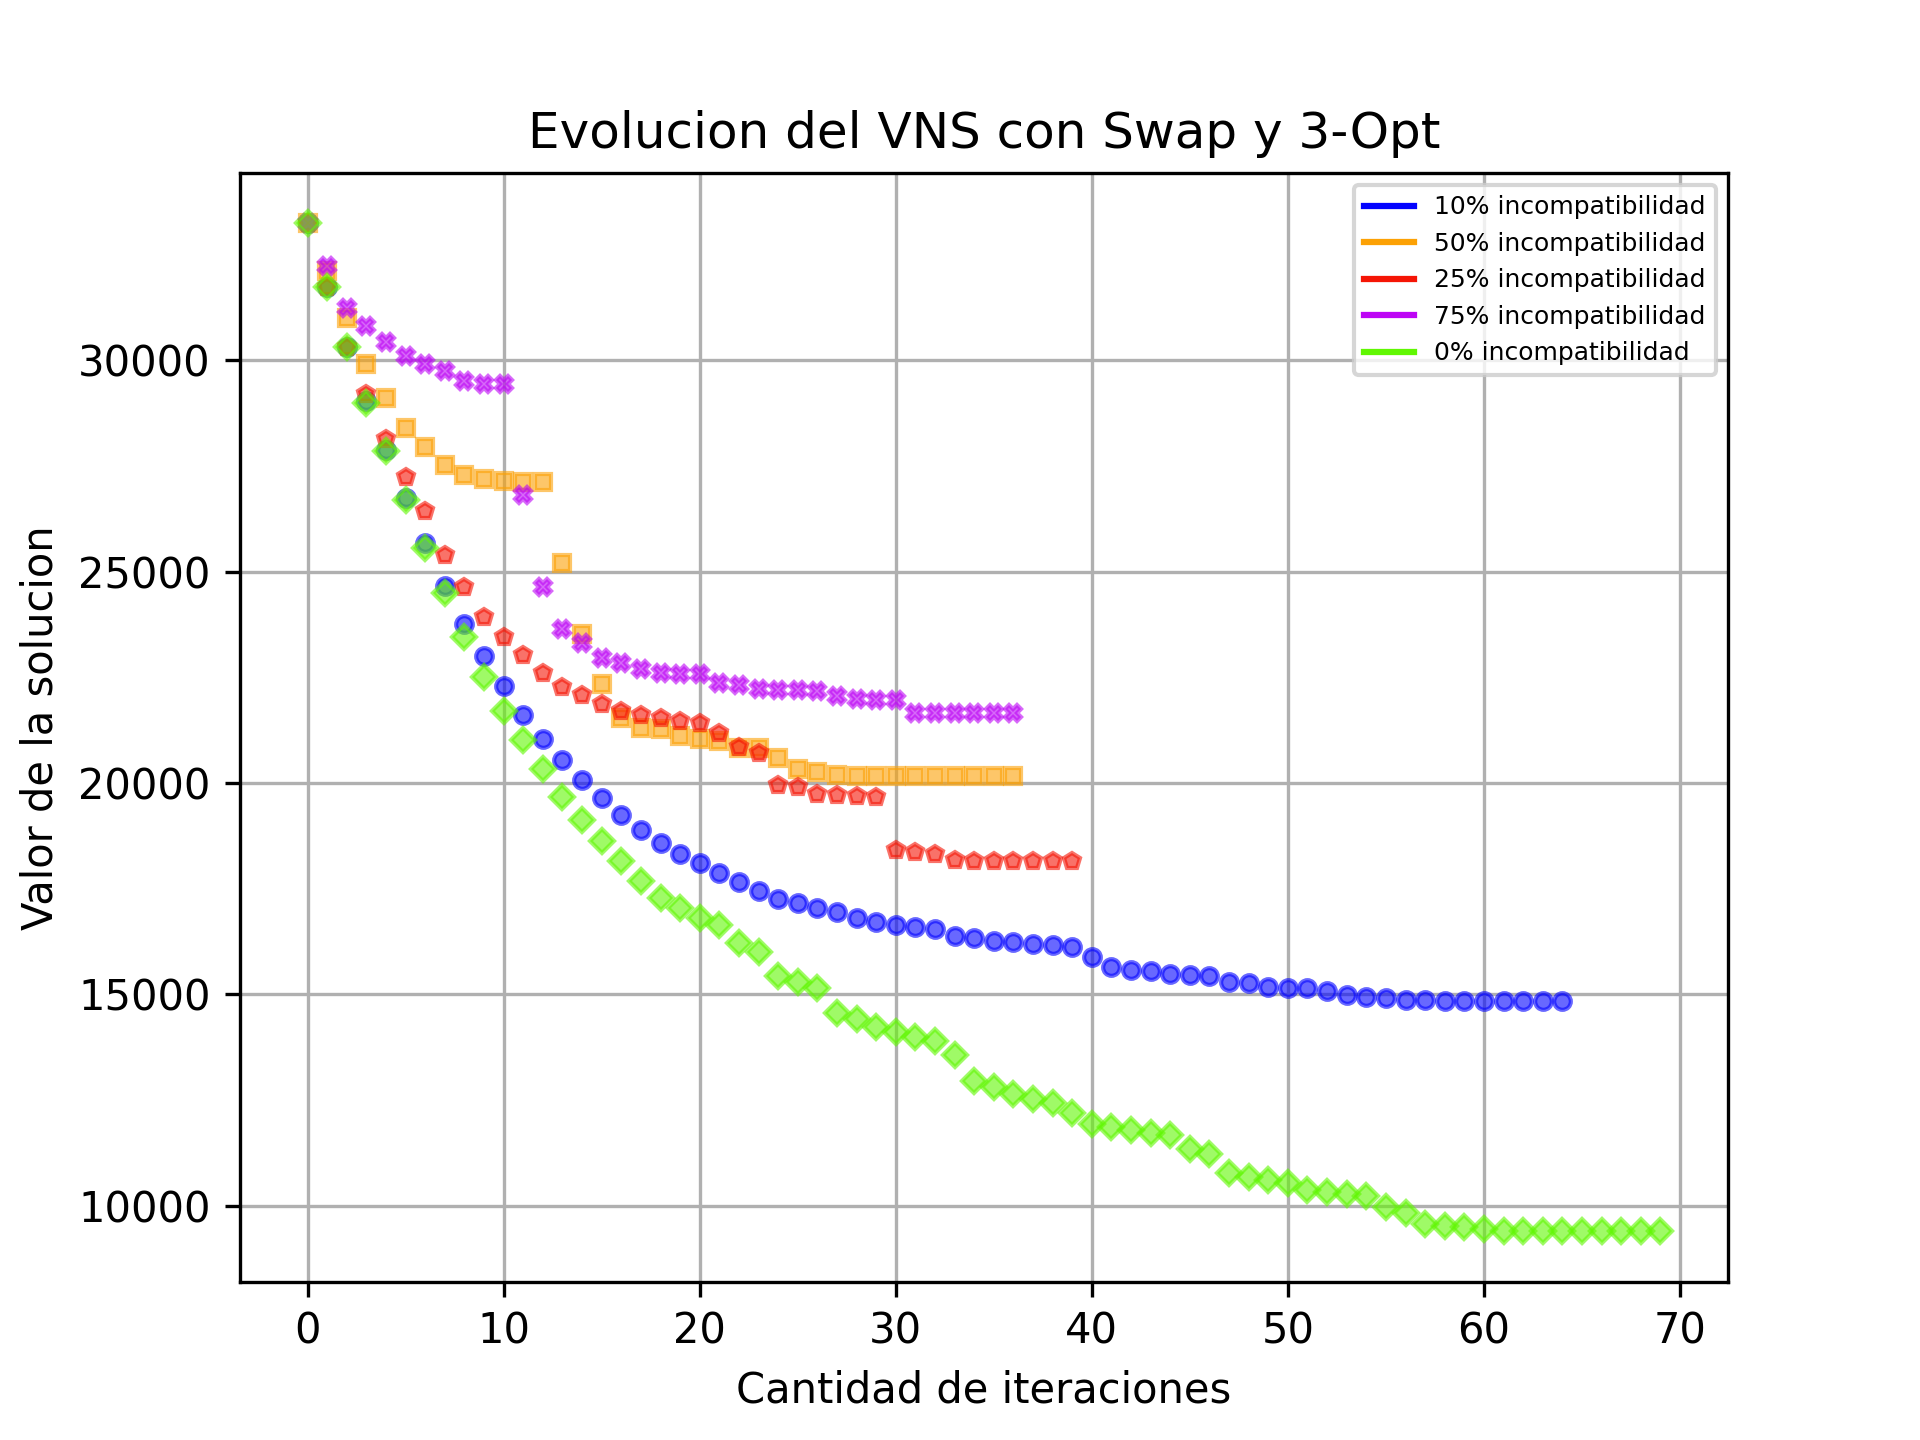 Evolucion del VNS con Swap y 3-Opt
10% incompatibilidad
50% incompatibilidad
25% incompatibilidad
75% incompatibilidad
0% incompatibilidad
Valor de la solucion
30000
25000
20000
15000
10000
0 10 20 30 40 50 60 70
Cantidad de iteraciones